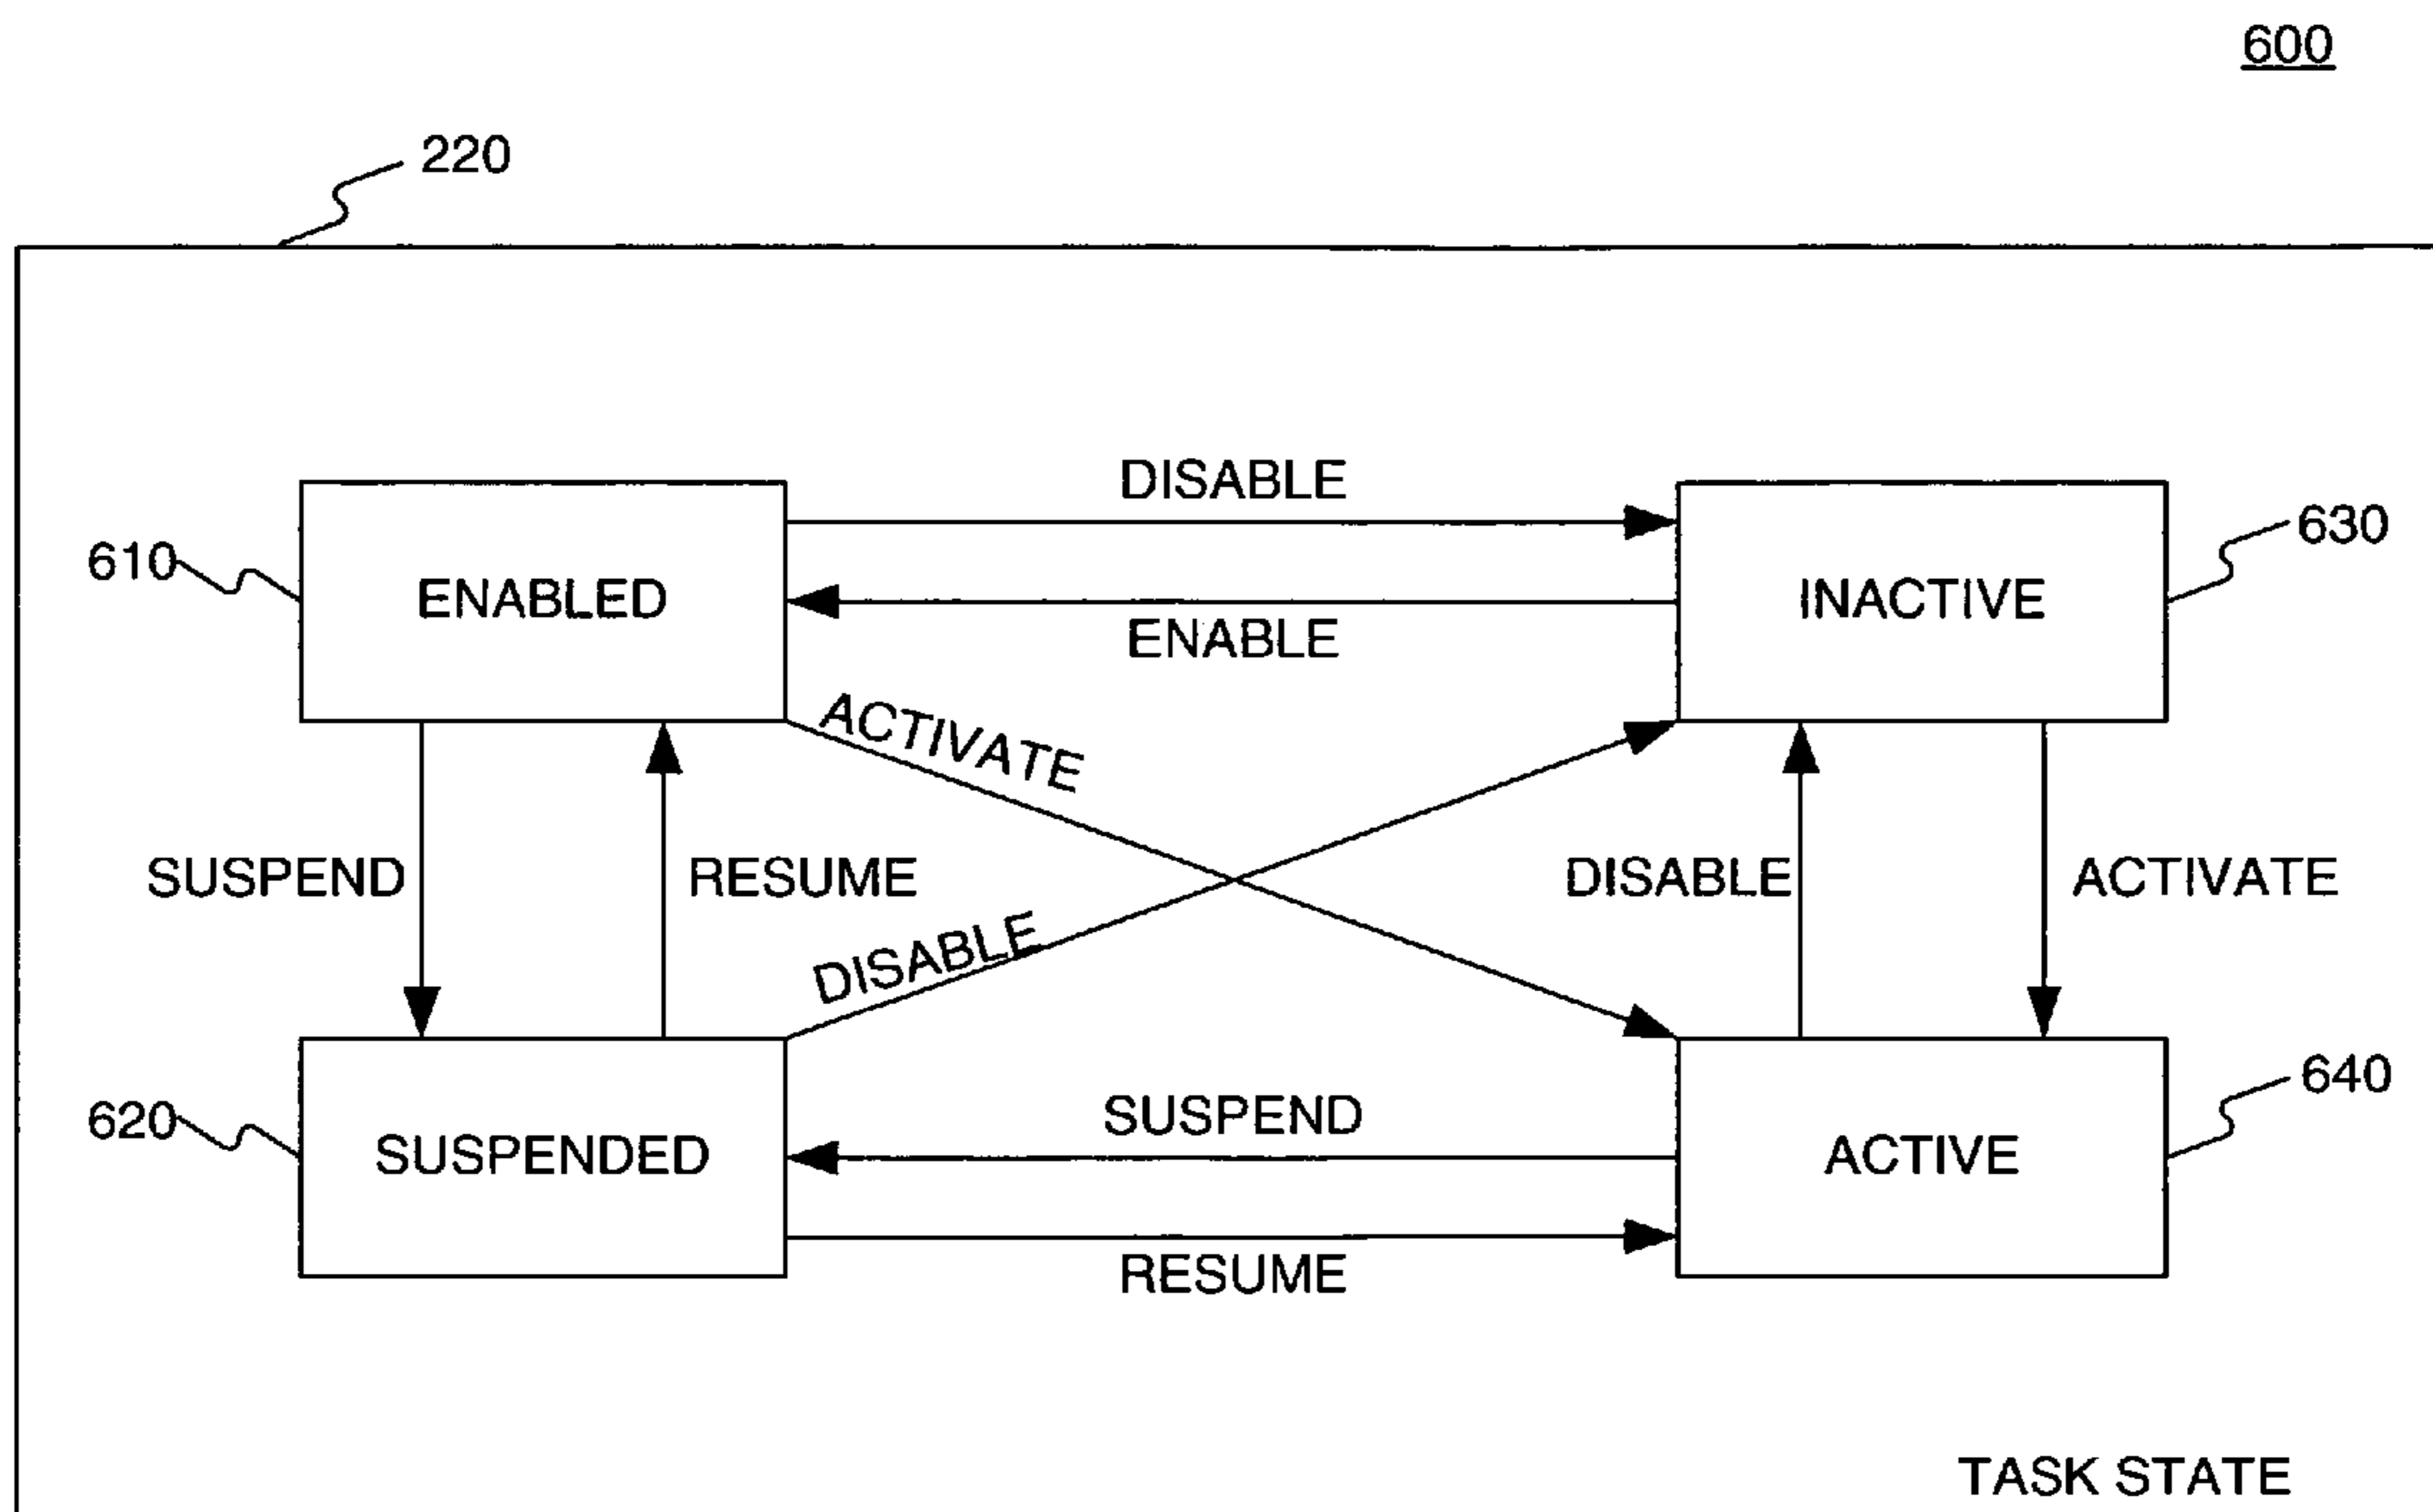 600
220
DISABLE
610
ENABLED
INACTIVE
630
ENABLE
ACTIVATE
SUSPEND
RESUME
DISABLE
ACTIVATE
DISABLE
620
SUSPENDED
SUSPEND
ACTIVE
640
RESUME
TASK STATE